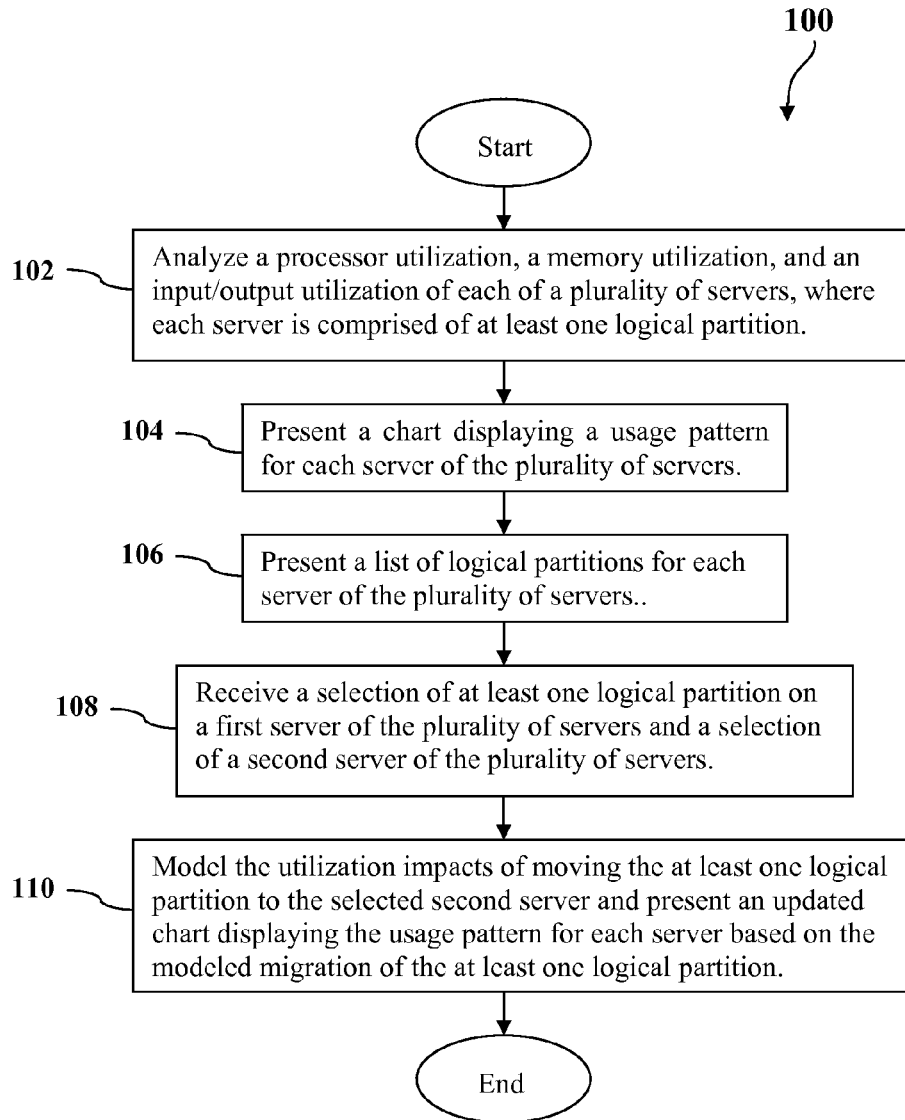 100
Start
102
Analyze a processor utilization, a memory utilization, and an
input/output utilization of each of a plurality of servers, where
each server is comprised of at least one logical partition.
104
Present a chart displaying a usage pattern
for each server of the plurality of servers.
106
Present a list of logical partitions for each
server of the plurality of servers..
108
Receive a selection of at least one logical partition on
a first server of the plurality of servers and a selection
of a second server of the plurality of servers.
110
Model the utilization impacts of moving the at least one logical
partition to the selected second server and present an updated
chart displaying the usage pattern for each server based on the
modeled migration of the at least one logical partition.
End